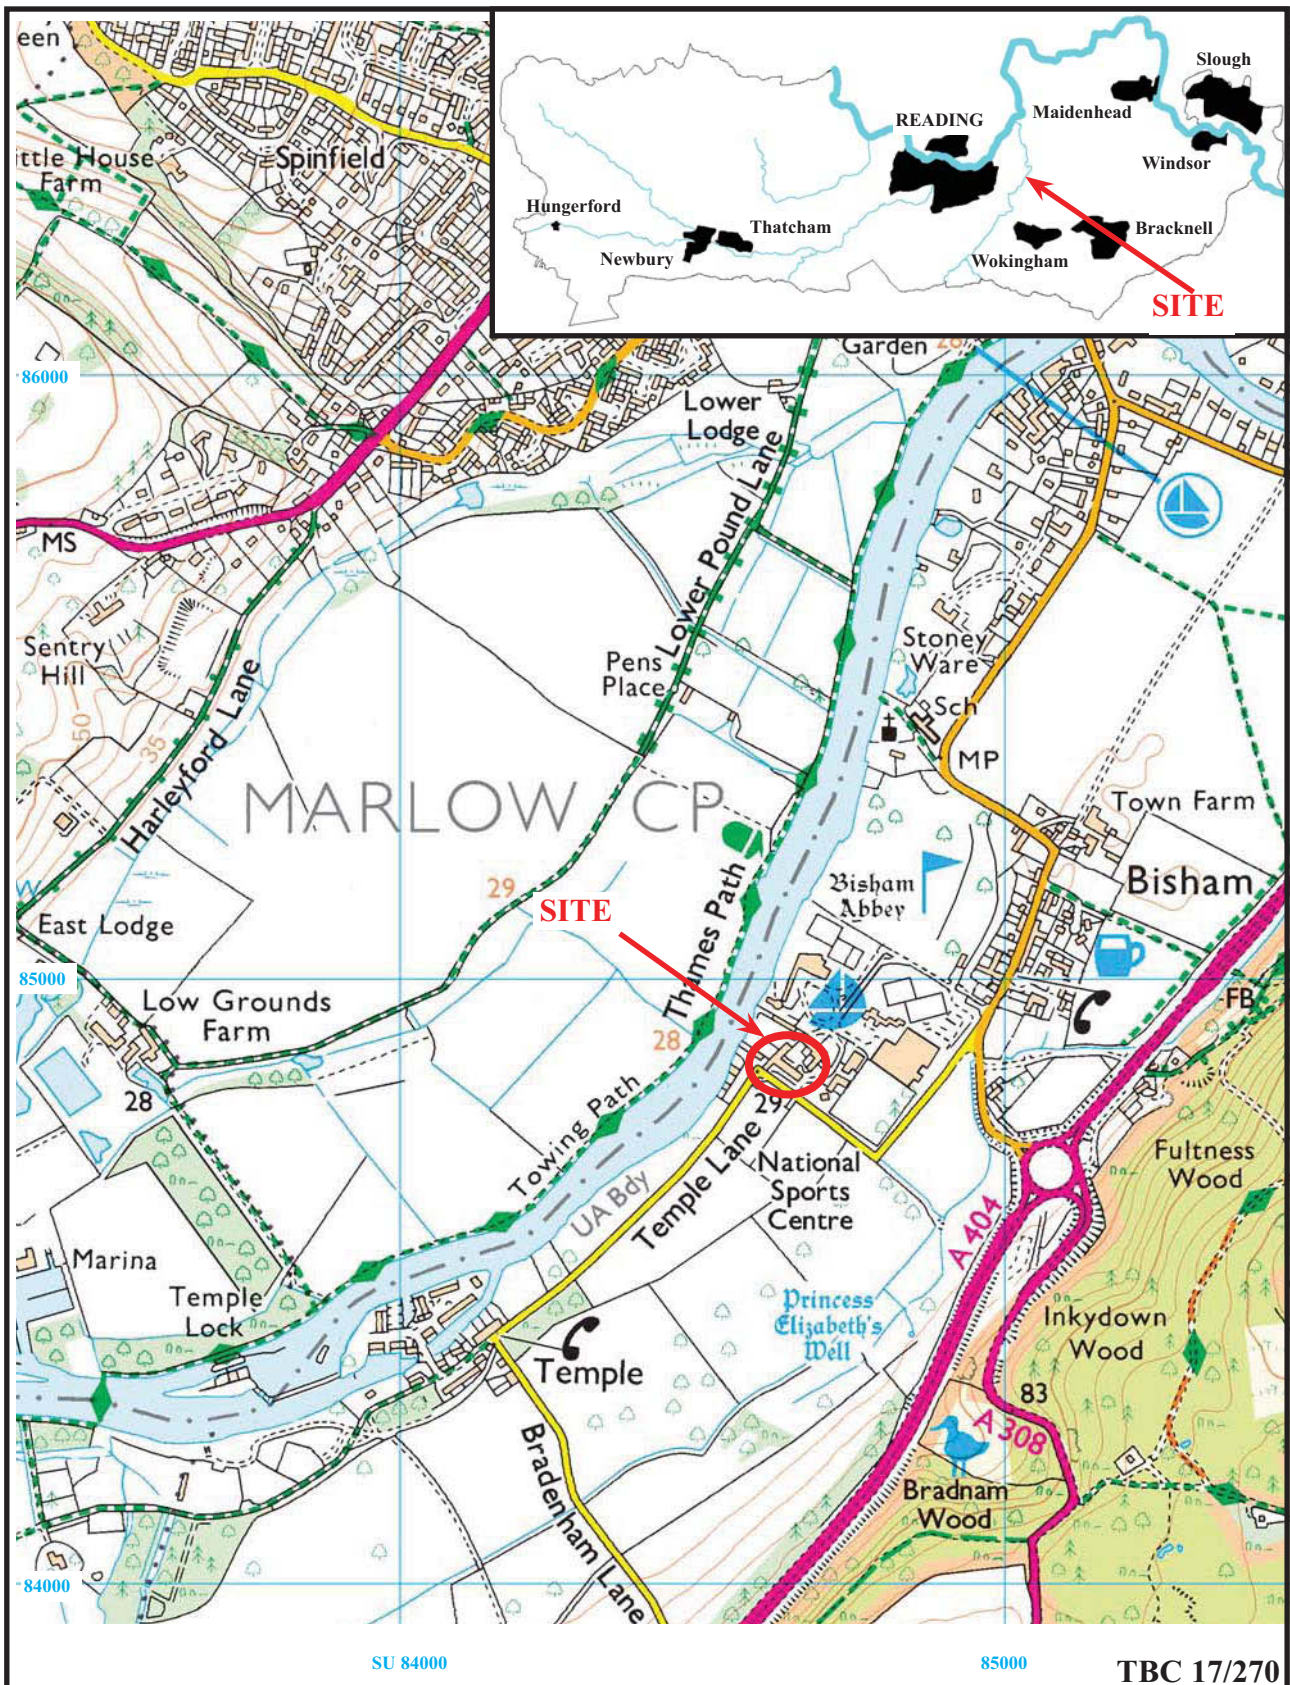 een
Slough
Maidenhead
READING
Windsor
Hungerford
Thatcham
Newbury
Wokingham
Bracknell
SITE
Spinfield
ttle House
Farm
Garden
26
86000
Lower
Lodge
MS
Lower Pound Lane
Sentry
Hill
Harleyford Lane
50
35
Pens
Place
Stoney
Ware
Sch
MP
MARLOW CP
Town Farm
Bisham
Bisham
Abbey
29
SITE
Thames Path
W
East Lodge
85000
Low Grounds
Farm
28
28
FB
Towing Path
29
UA Bdy
Temple Lane
National
Sports
Centre
Fultness
Wood
A 404
Marina
Temple
Lock
Princess
Elizabeth's
Well
Inkydown
Wood
Temple
83
A 308
Bradenham Lane
Bradnam
Wood
84000
SU 84000
85000
TBC 17/270